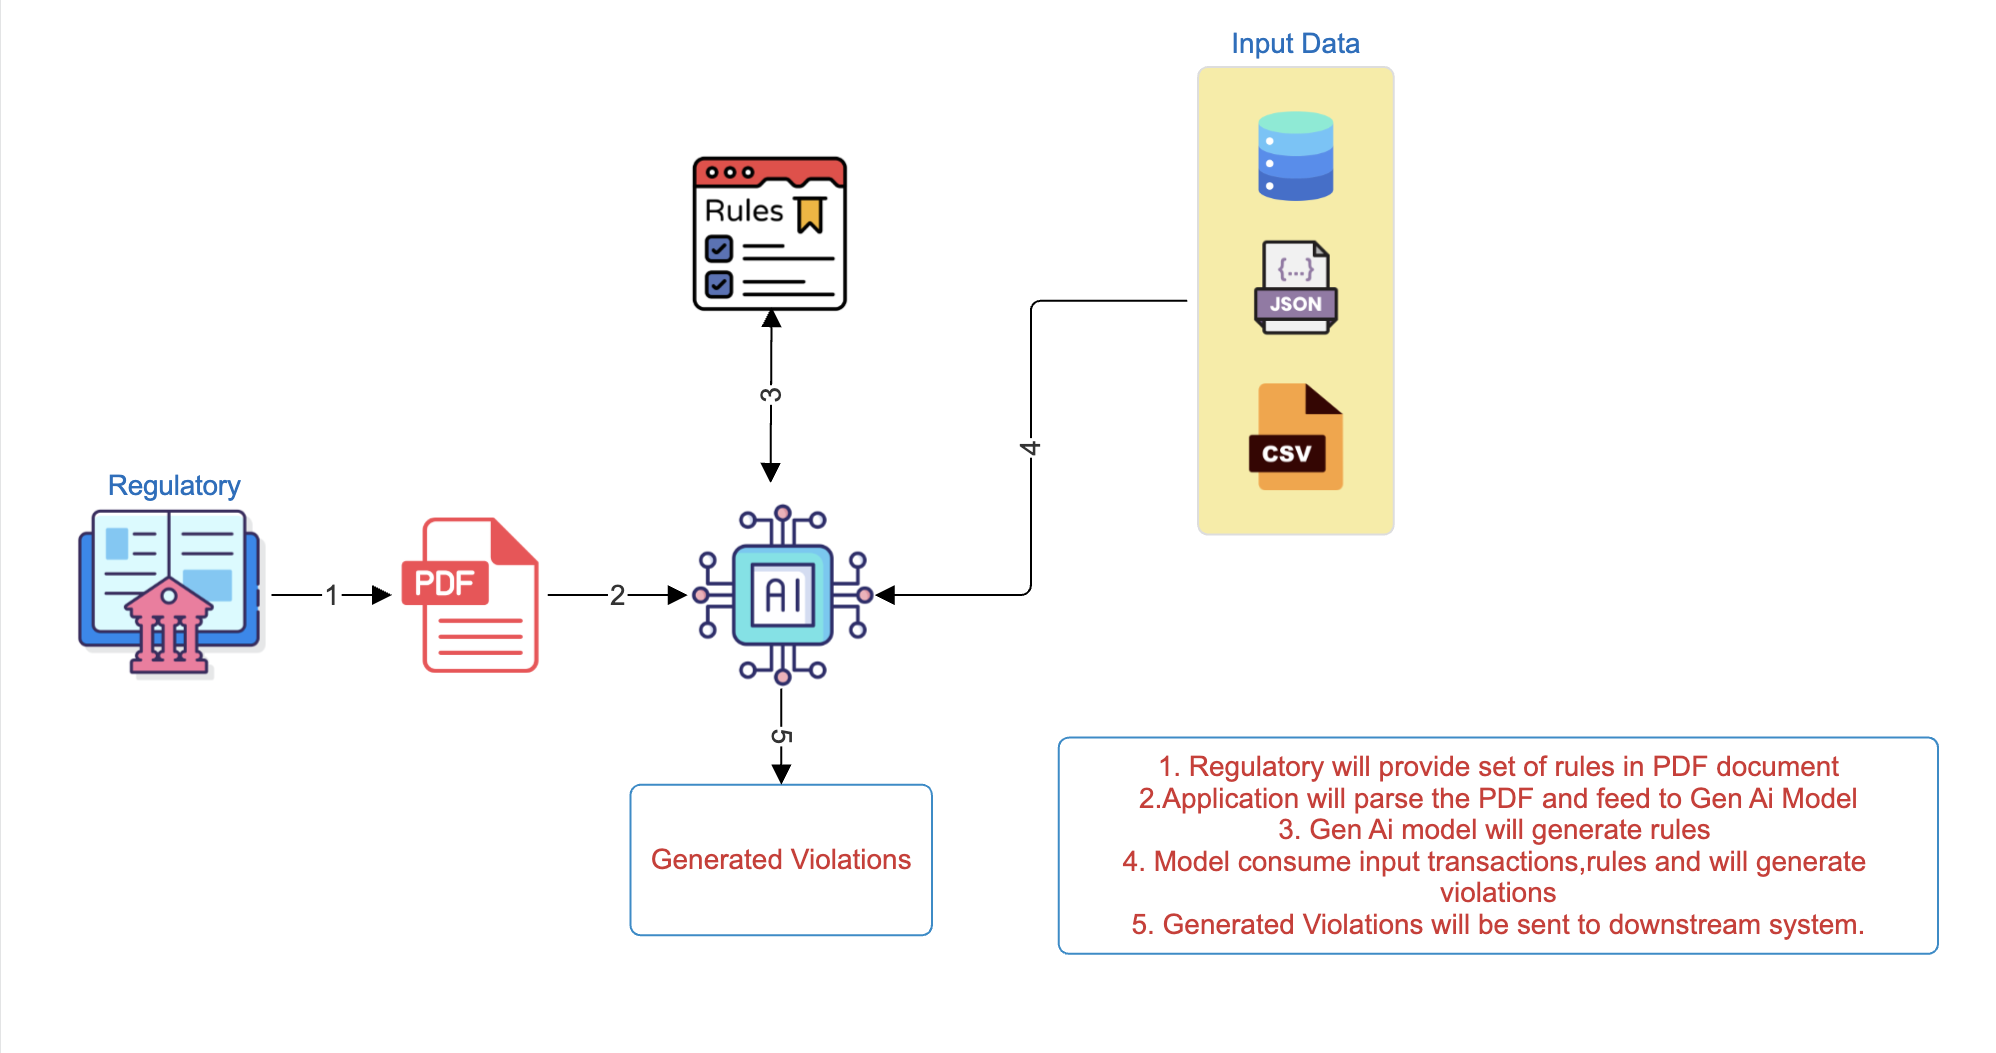 Input Data
Rules
{...}
JSON
3
CSV
4
Regulatory
PDF
1
2
AI
5
Generated Violations
1. Regulatory will provide set of rules in PDF document
2.Application will parse the PDF and feed to Gen Ai Model
3. Gen Ai model will generate rules
4. Model consume input transactions,rules and will generate
violations
5. Generated Violations will be sent to downstream system.